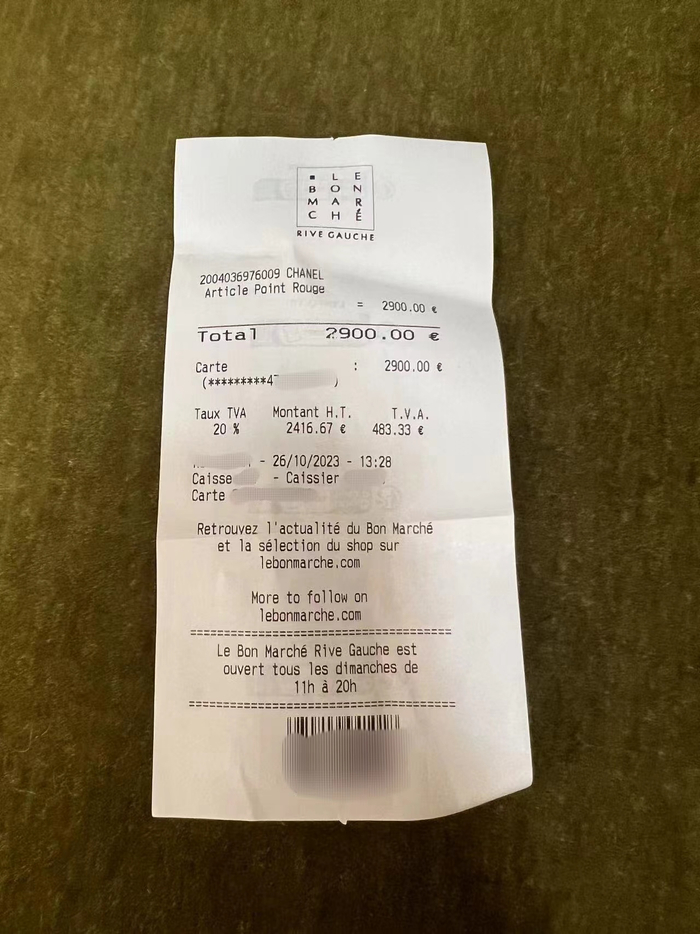 LE
BON
MAR
CHÉ
RIVE GAUCHE
2004036976009 CHANEL
Article Point Rouge
= 2900.00 €
Total 2900.00 €
Carte : 2900.00 €
(*********4 )
Taux TVA Montant H.T. T.V.A.
20 % 2416.67 € 483.33 €
- 26/10/2023 - 13:28
Caisse - Caissier
Carte
Retrouvez l'actualité du Bon Marché
et la sélection du shop sur
lebonmarche.com
More to follow on
lebonmarche.com
==============================================
Le Bon Marché Rive Gauche est
ouvert tous les dimanches de
11h à 20h
==============================================